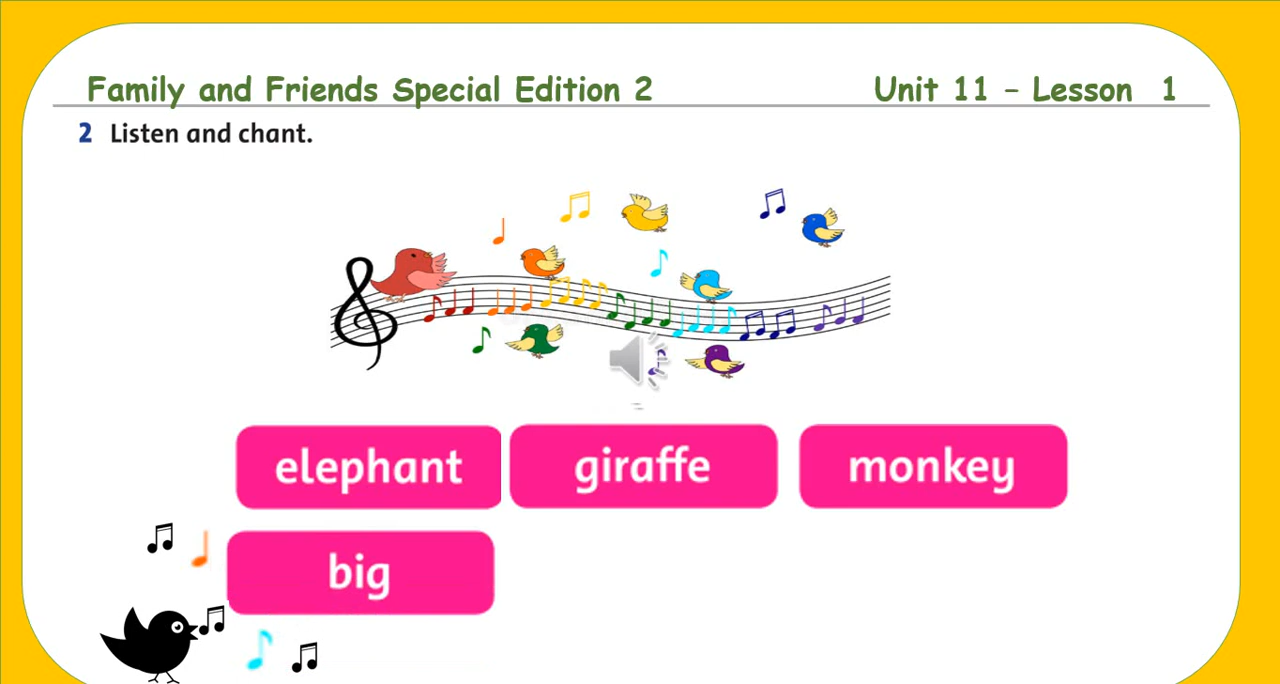 Family and Friends Special Edition 2 Unit 11 – Lesson 1
2 Listen and chant.
elephant giraffe monkey
big